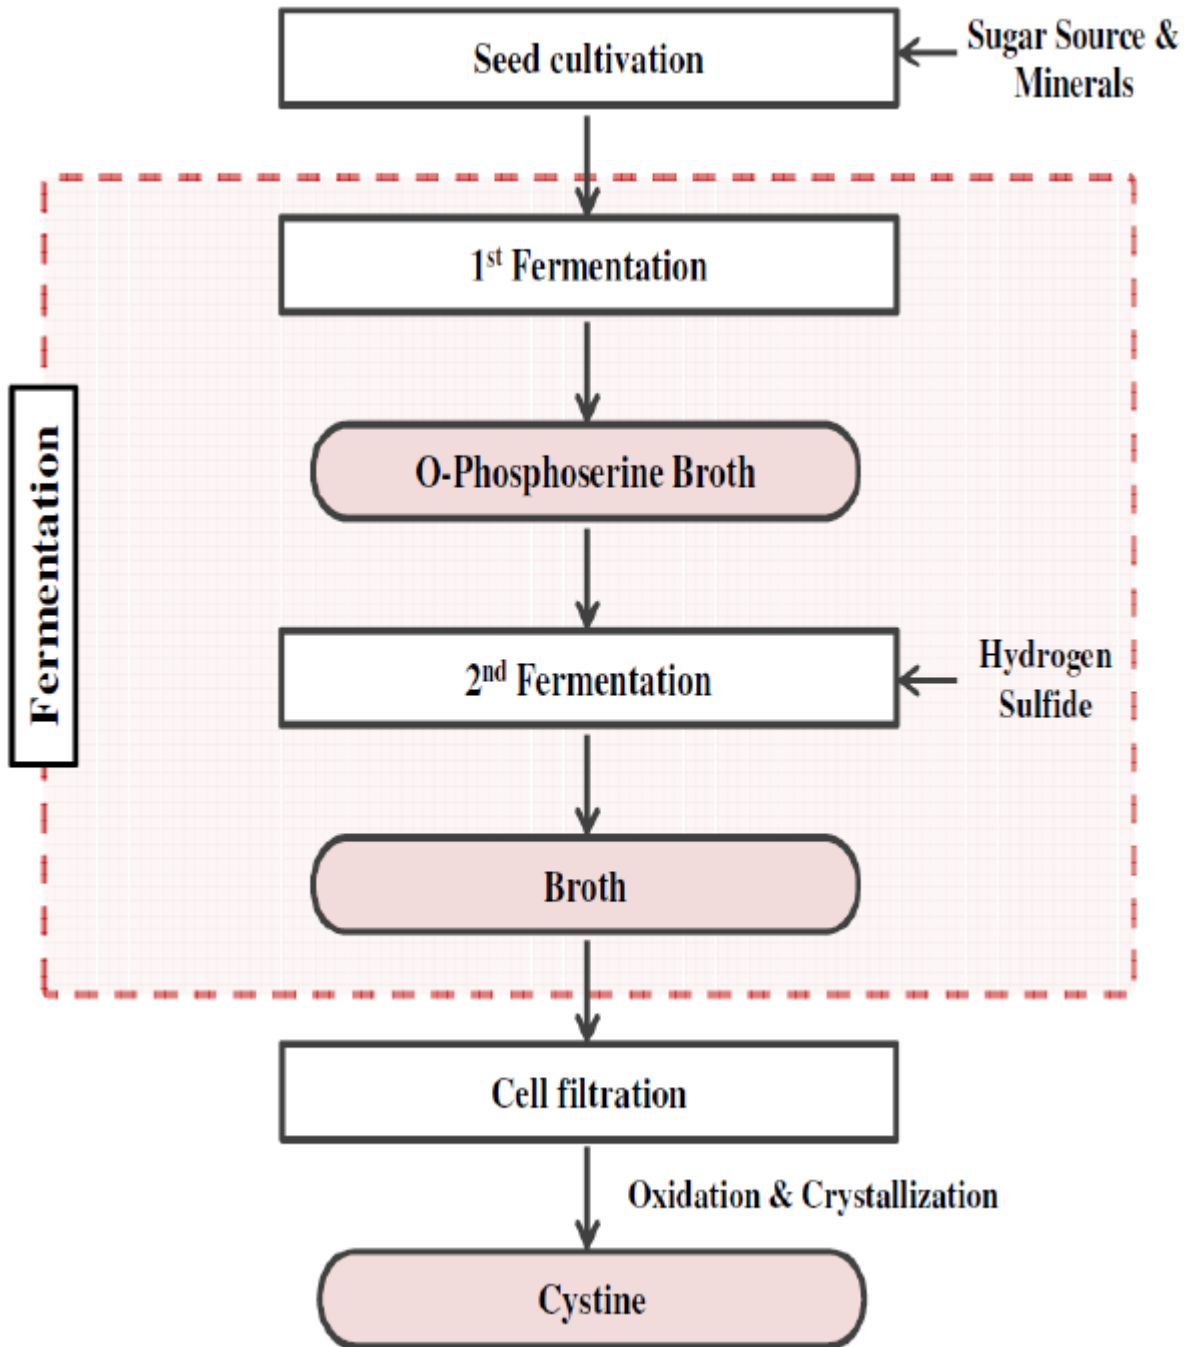 Seed cultivation
Sugar Source &
Minerals
1st Fermentation
O-Phosphoserine Broth
Fermentation
2nd Fermentation
Hydrogen
Sulfide
Broth
Cell filtration
Oxidation & Crystallization
Cystine